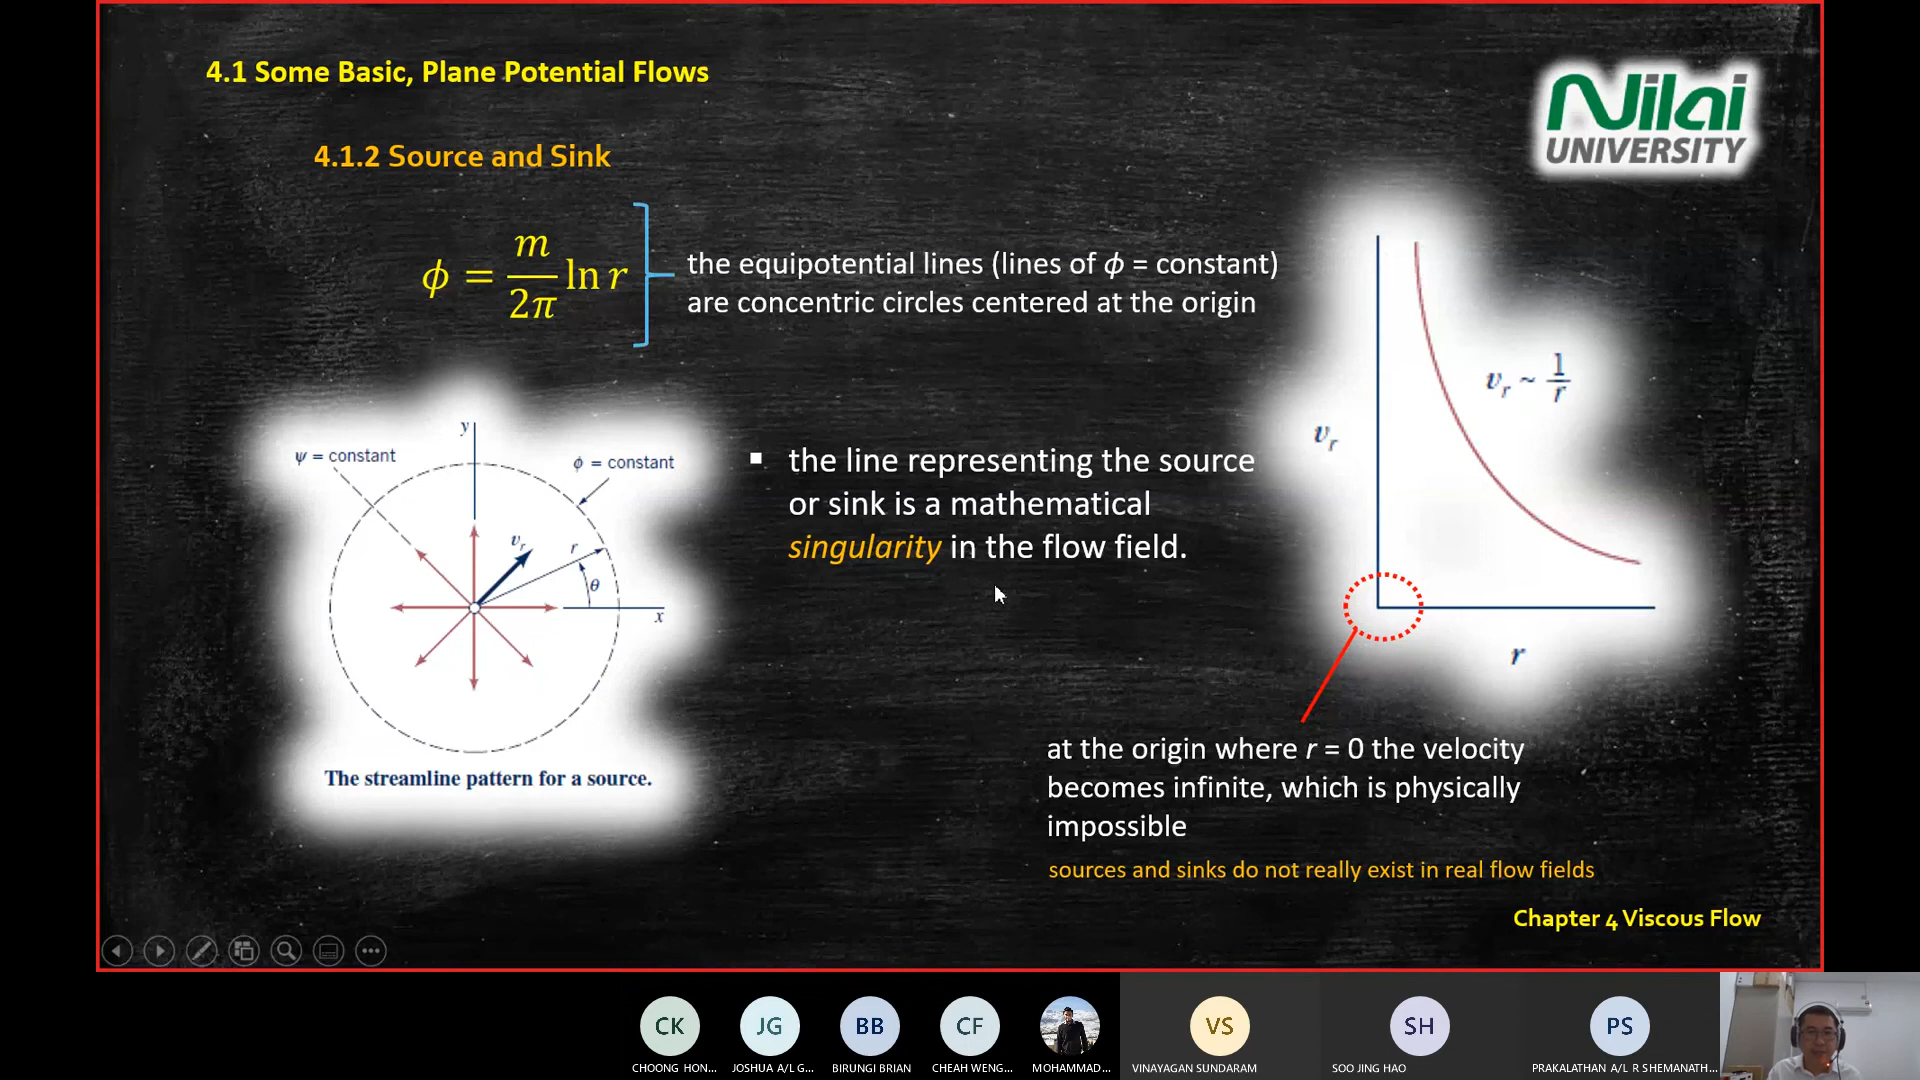 4.1 Some Basic, Plane Potential Flows
Nilai
UNIVERSITY
4.1.2 Source and Sink
ϕ = m/2π ln r
the equipotential lines (lines of ϕ = constant)
are concentric circles centered at the origin
ψ = constant
y
ϕ = constant
v_r
r
θ
x
The streamline pattern for a source.
▪ the line representing the source
or sink is a mathematical
singularity in the flow field.
v_r ~ 1/r
v_r
r
at the origin where r = 0 the velocity
becomes infinite, which is physically
impossible
sources and sinks do not really exist in real flow fields
Chapter 4 Viscous Flow
CK
JG
BB
CF
VS
SH
PS
CHOONG HON...
JOSHUA A/L G...
BIRUNGI BRIAN
CHEAH WENG...
MOHAMMAD...
VINAYAGAN SUNDARAM
SOO JING HAO
PRAKALATHAN A/L R SHEMANATH...